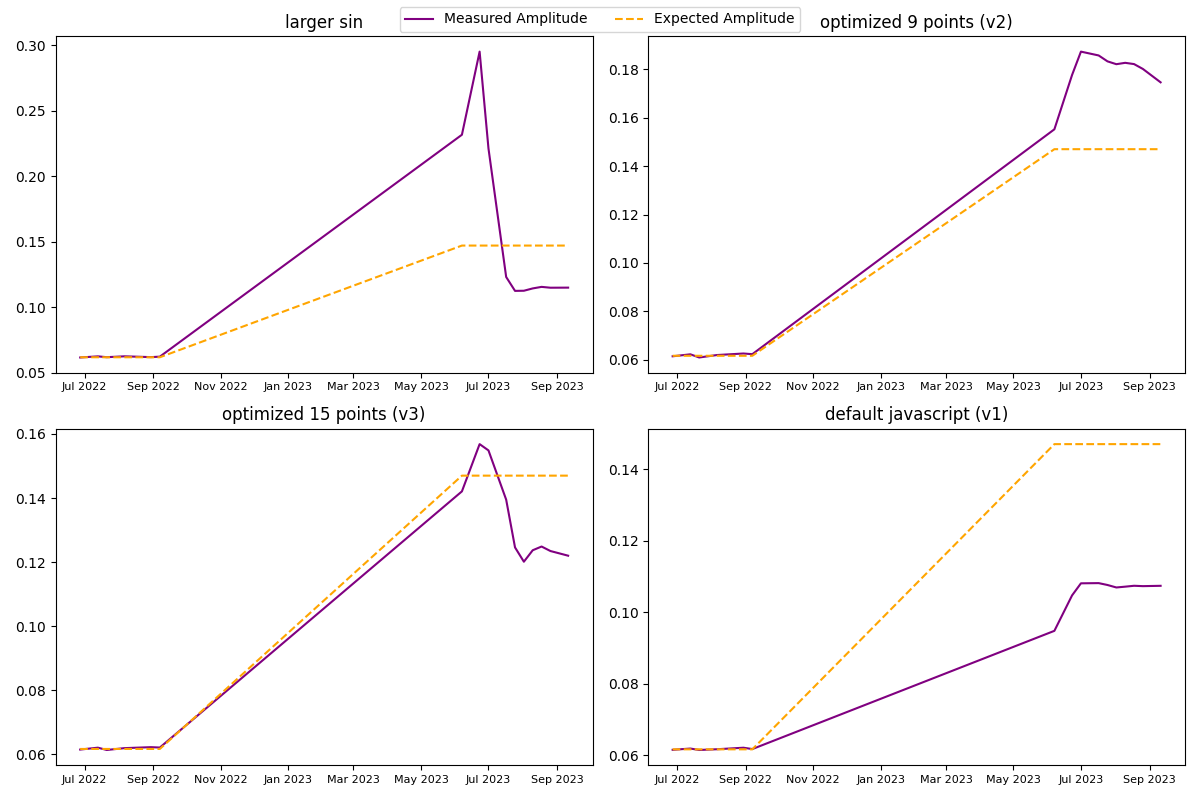 Measured Amplitude Expected Amplitude
larger sin
0.30
0.25
0.20
0.15
0.10
0.05
Jul 2022 Sep 2022 Nov 2022 Jan 2023 Mar 2023 May 2023 Jul 2023 Sep 2023
optimized 9 points (v2)
0.18
0.16
0.14
0.12
0.10
0.08
0.06
Jul 2022 Sep 2022 Nov 2022 Jan 2023 Mar 2023 May 2023 Jul 2023 Sep 2023
optimized 15 points (v3)
0.16
0.14
0.12
0.10
0.08
0.06
Jul 2022 Sep 2022 Nov 2022 Jan 2023 Mar 2023 May 2023 Jul 2023 Sep 2023
default javascript (v1)
0.14
0.12
0.10
0.08
0.06
Jul 2022 Sep 2022 Nov 2022 Jan 2023 Mar 2023 May 2023 Jul 2023 Sep 2023